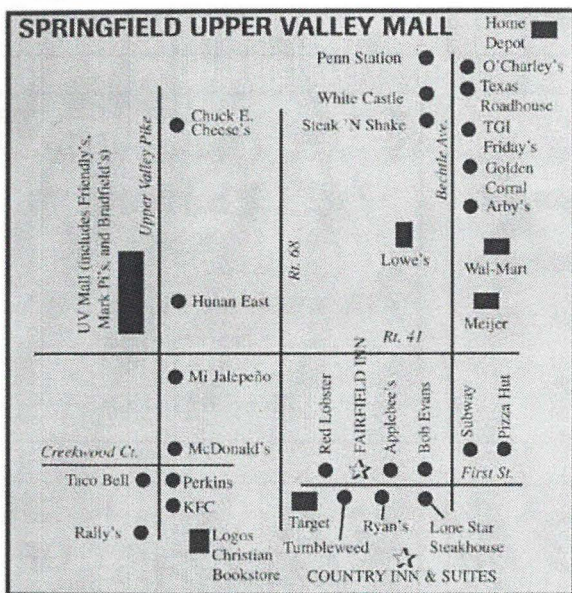 SPRINGFIELD UPPER VALLEY MALL
Home
Depot
Penn Station
O'Charley's
Texas
Roadhouse
White Castle
Chuck E.
Cheese's
Steak 'N Shake
TGI
Friday's
Golden
Corral
Arby's
Bechtle Ave.
Upper Valley Pike
UV Mall (includes Friendly's,
Mark Pi's, and Bradfield's)
Rt. 68
Lowe's
Wal-Mart
Hunan East
Meijer
Rt. 41
Mi Jalepeño
Red Lobster
FAIRFIELD INN
Applebee's
Bob Evans
Subway
Pizza Hut
McDonald's
Creekwood Ct.
First St.
Taco Bell
Perkins
KFC
Rally's
Logos
Christian
Bookstore
Target
Tumbleweed
Ryan's
Lone Star
Steakhouse
COUNTRY INN & SUITES